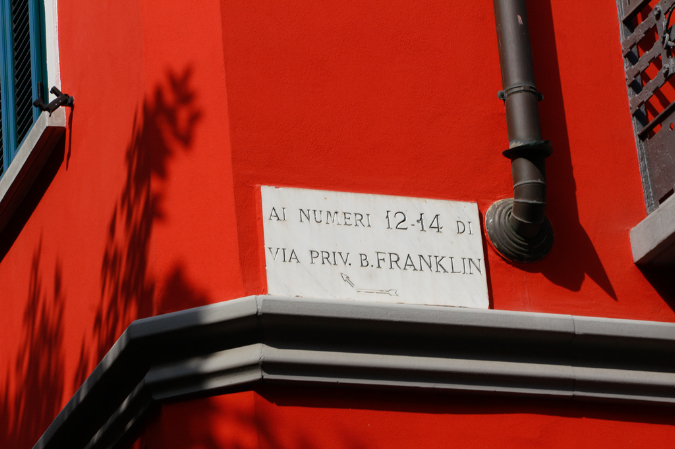 AI NUMERI 12-14 DI
VIA PRIV. B. FRANKLIN